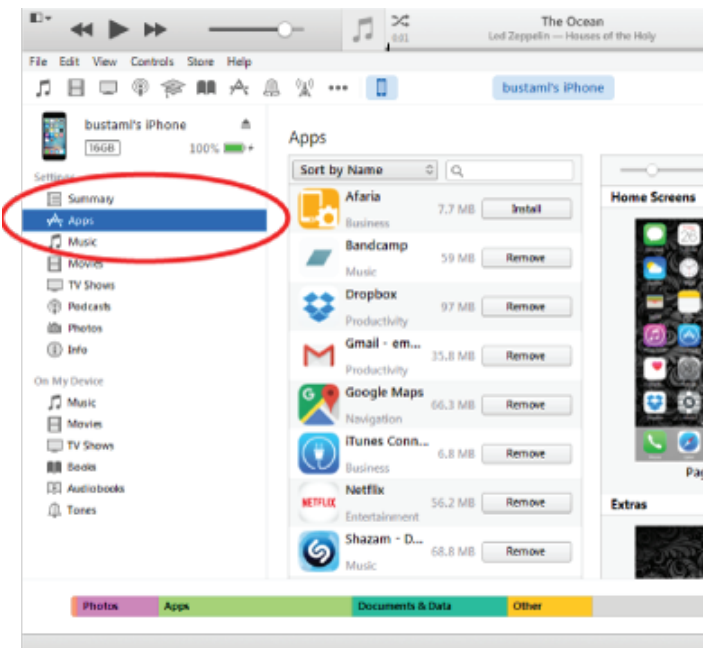 The Ocean
0:01
Led Zeppelin — Houses of the Holy
File Edit View Controls Store Help
bustami's iPhone
bustami's iPhone
16GB
100%
Settings
Summary
Apps
Music
Movies
TV Shows
Podcasts
Photos
Info
On My Device
Music
Movies
TV Shows
Books
Audiobooks
Tones
Apps
Sort by Name
Afaria
7.7 MB Install
Business
Bandcamp
59 MB Remove
Music
Dropbox
97 MB Remove
Productivity
Gmail - em...
35.8 MB Remove
Productivity
Google Maps
66.3 MB Remove
Navigation
iTunes Conn...
6.8 MB Remove
Business
NETFLIX
Netflix
56.2 MB Remove
Entertainment
Shazam - D...
68.8 MB Remove
Music
Home Screens
Extras
Photos Apps Documents & Data Other